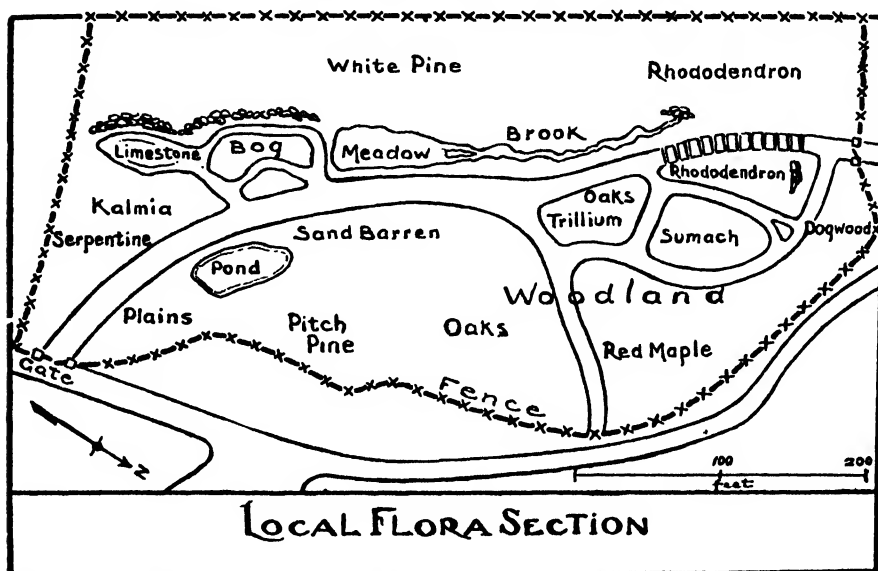 White Pine
Rhododendron
Brook
Limestone
Bog
Meadow
Rhododendron
Kalmia
Serpentine
Oaks
Trillium
Sand Barren
Sumach
Dogwood
Pond
Woodland
Plains
Pitch
Pine
Oaks
Red Maple
Gate
Fence
N
100
200
feet
LOCAL FLORA SECTION